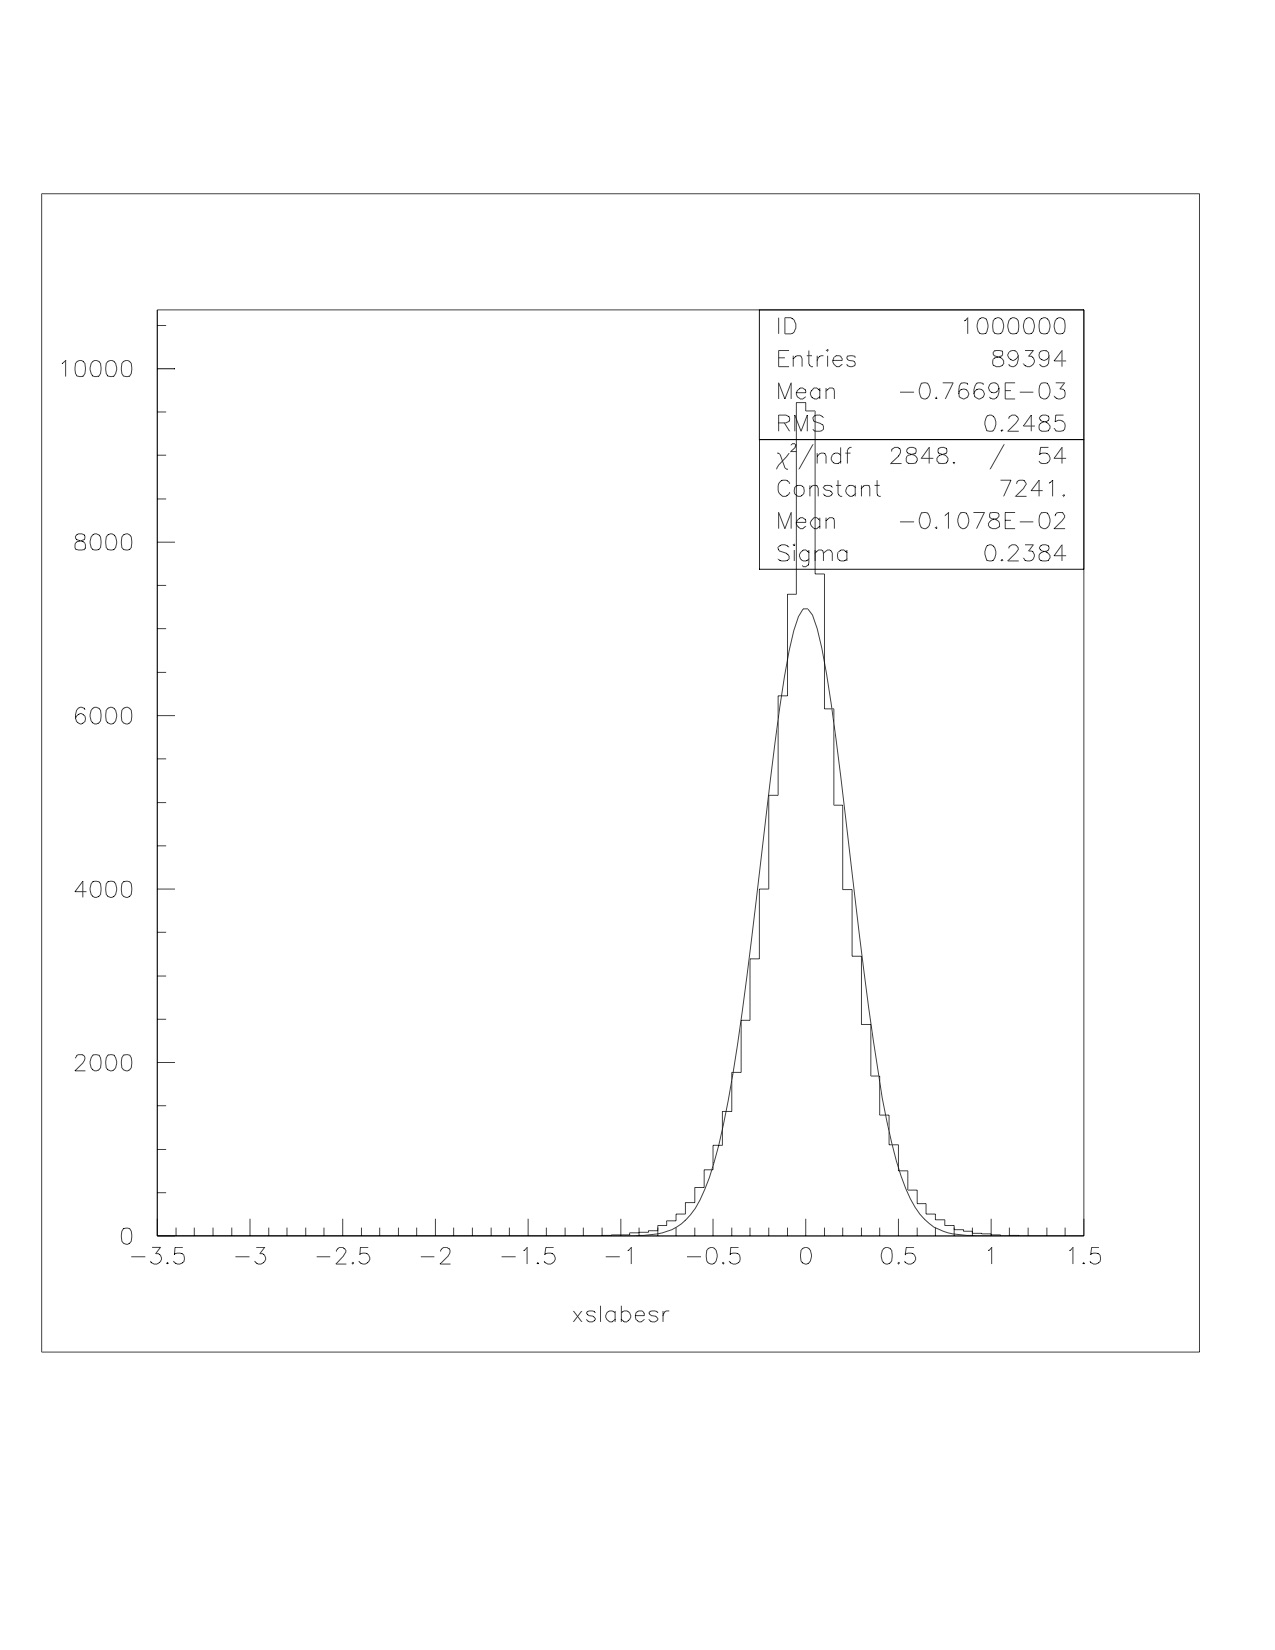 ID 1000000
Entries 89394
Mean -0.7669E-03
RMS 0.2485
χ²/ndf 2848. / 54
Constant 7241.
Mean -0.1078E-02
Sigma 0.2384
10000
8000
6000
4000
2000
0
-3.5 -3 -2.5 -2 -1.5 -1 -0.5 0 0.5 1 1.5
xslabesr